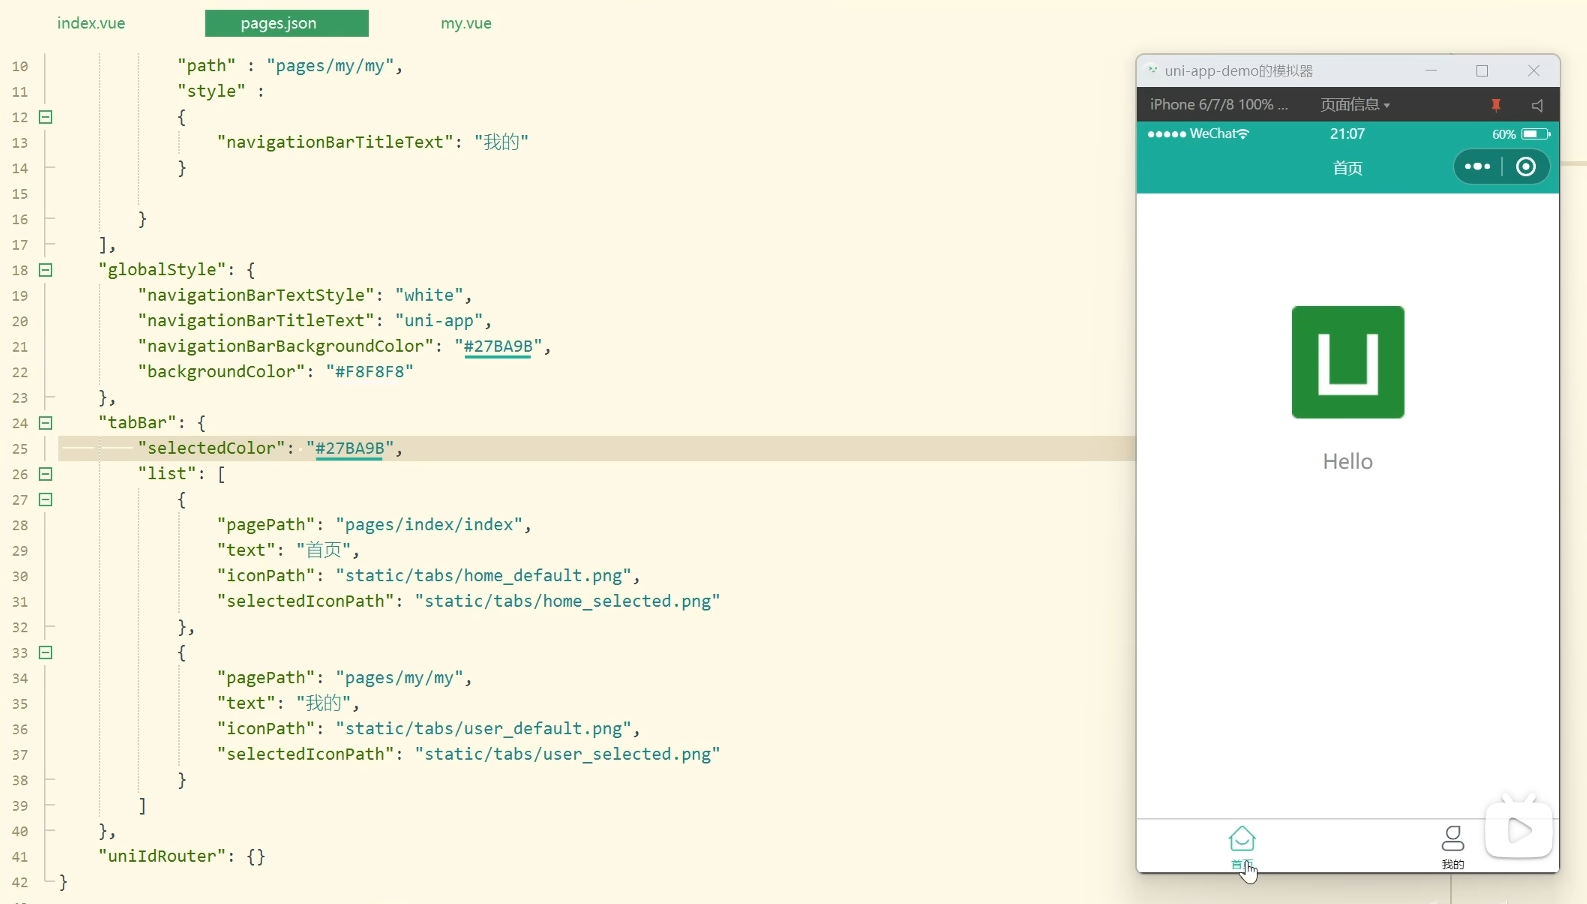 index.vue pages.json my.vue
10 "path" : "pages/my/my",
11 "style" :
12 {
13 "navigationBarTitleText": "我的"
14 }
15
16 }
17 ],
18 "globalStyle": {
19 "navigationBarTextStyle": "white",
20 "navigationBarTitleText": "uni-app",
21 "navigationBarBackgroundColor": "#27BA9B",
22 "backgroundColor": "#F8F8F8"
23 },
24 "tabBar": {
25 "selectedColor": "#27BA9B",
26 "list": [
27 {
28 "pagePath": "pages/index/index",
29 "text": "首页",
30 "iconPath": "static/tabs/home_default.png",
31 "selectedIconPath": "static/tabs/home_selected.png"
32 },
33 {
34 "pagePath": "pages/my/my",
35 "text": "我的",
36 "iconPath": "static/tabs/user_default.png",
37 "selectedIconPath": "static/tabs/user_selected.png"
38 }
39 ]
40 },
41 "uniIdRouter": {}
42 }
uni-app-demo的模拟器
iPhone 6/7/8 100% ... 页面信息
WeChat 21:07 60%
首页
Hello
首页 我的